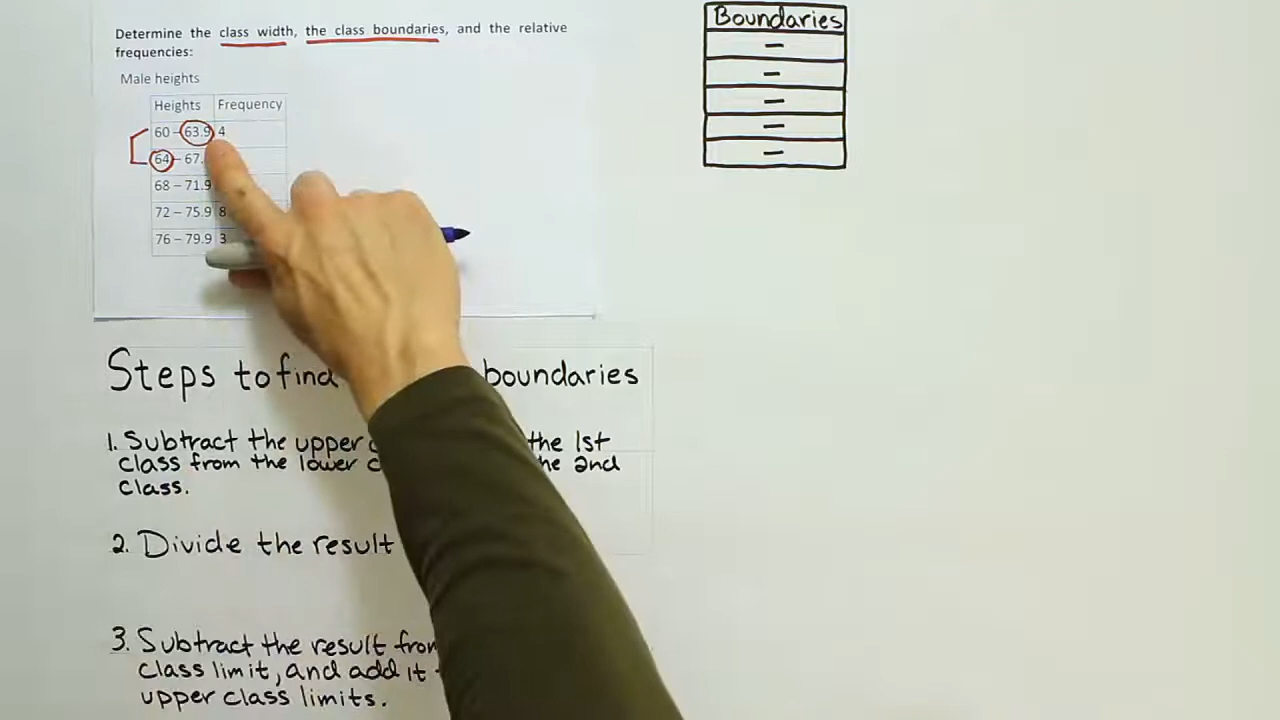 Determine the class width, the class boundaries, and the relative
frequencies:
Male heights
Heights Frequency
60 – 63.9 4
64 – 67.
68 – 71.9
72 – 75.9 8
76 – 79.9 3
Boundaries
–
–
–
–
–
Steps to find boundaries
1. Subtract the upper the 1st
class from the lower the 2nd
class.
2. Divide the result
3. Subtract the result from
class limit, and add it
upper class limits.